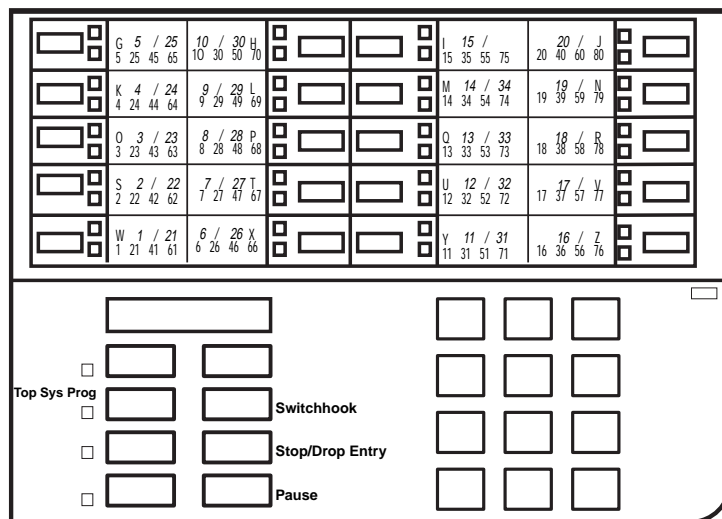 G 5 / 25 10 / 30 H I 15 / 20 / J
5 25 45 65 10 30 50 70 15 35 55 75 20 40 60 80
K 4 / 24 9 / 29 L M 14 / 34 19 / N
4 24 44 64 9 29 49 69 14 34 54 74 19 39 59 79
O 3 / 23 8 / 28 P Q 13 / 33 18 / R
3 23 43 63 8 28 48 68 13 33 53 73 18 38 58 78
S 2 / 22 7 / 27 T U 12 / 32 17 / V
2 22 42 62 7 27 47 67 12 32 52 72 17 37 57 77
W 1 / 21 6 / 26 X Y 11 / 31 16 / Z
1 21 41 61 6 26 46 66 11 31 51 71 16 36 56 76
Top Sys Prog
Switchhook
Stop/Drop Entry
Pause